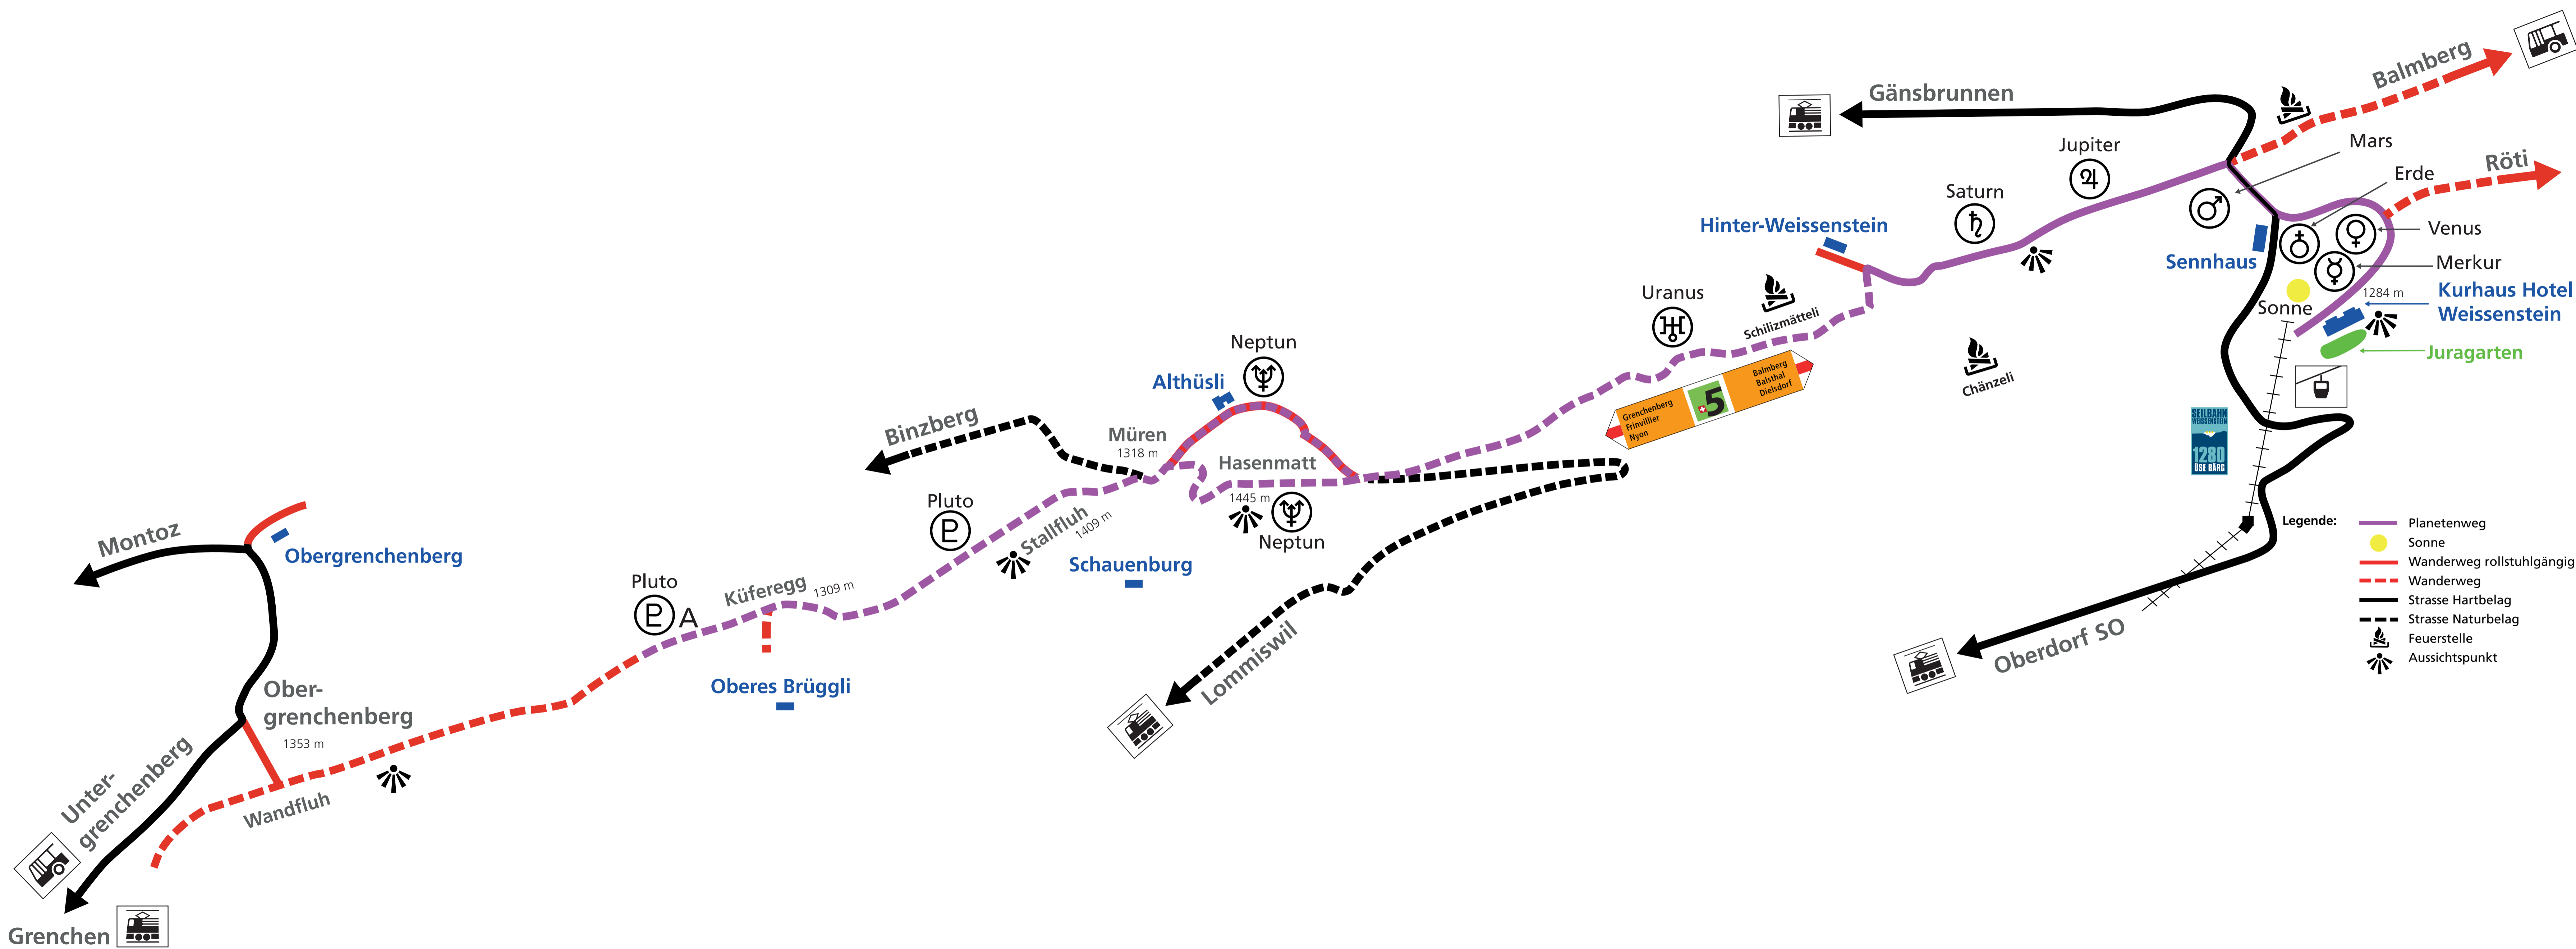 Balmberg
Gänsbrunnen
Mars
Jupiter
Röti
Erde
Saturn
Hinter-Weissenstein
Venus
Sennhaus
Merkur
1284 m
Kurhaus Hotel
Weissenstein
Sonne
Uranus
Schilizmätteli
Juragarten
Chänzeli
Neptun
Althüsli
Grenchenberg
Frinvillier
Nyon
5
Balmberg
Balsthal
Dielsdorf
Binzberg
Müren
1318 m
Hasenmatt
1445 m
Neptun
SEILBAHN
WEISSENSTEIN
1280
ÜSE BÄRG
Pluto
Stallfluh
1409 m
Schauenburg
Montoz
Obergrenchenberg
Pluto
A
Küferegg
1309 m
Oberes Brüggli
Lommiswil
Oberdorf SO
Ober-
grenchenberg
1353 m
Unter-
grenchenberg
Wandfluh
Grenchen
Legende:
Planetenweg
Sonne
Wanderweg rollstuhlgängig
Wanderweg
Strasse Hartbelag
Strasse Naturbelag
Feuerstelle
Aussichtspunkt